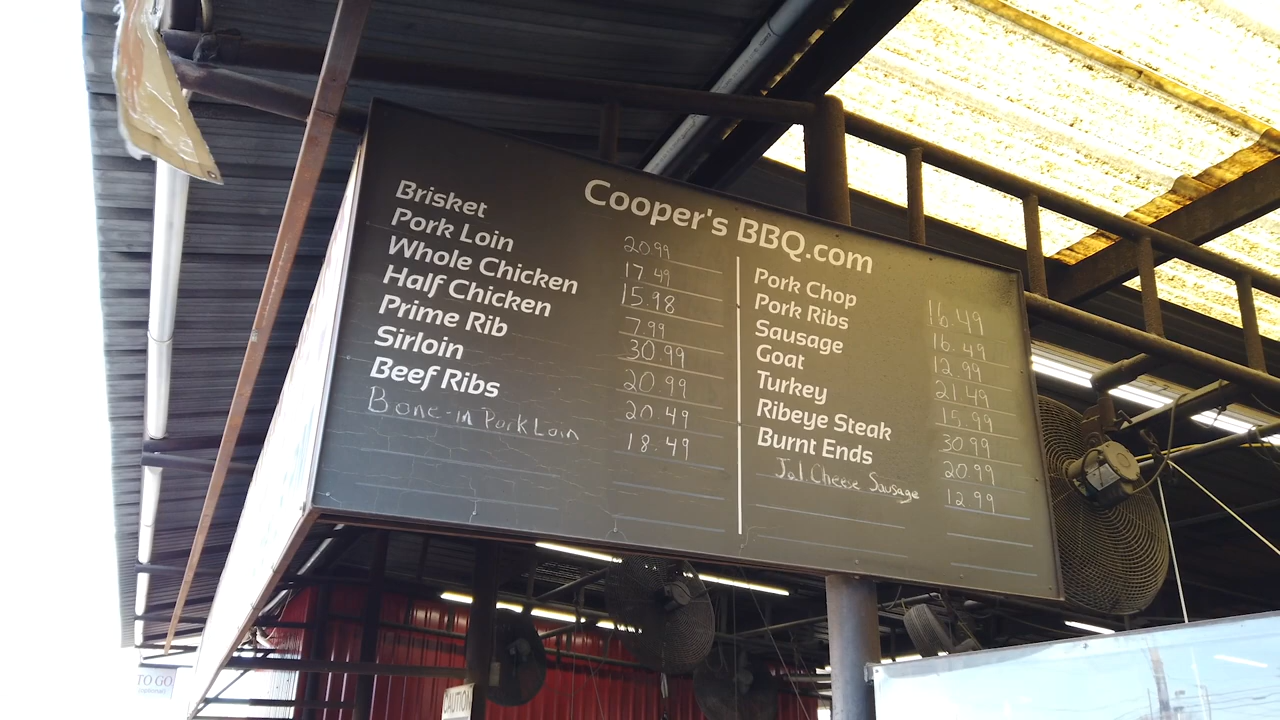 Cooper's BBQ.com
Brisket 20.99
Pork Loin 17.49
Whole Chicken 15.98
Half Chicken 7.99
Prime Rib 30.99
Sirloin 20.99
Beef Ribs 20.49
Bone-in Pork Loin 18.49
Pork Chop 16.49
Pork Ribs 16.49
Sausage 12.99
Goat 21.49
Turkey 15.99
Ribeye Steak 30.99
Burnt Ends 20.99
Jal Cheese Sausage 12.99
TO GO
CAUTION